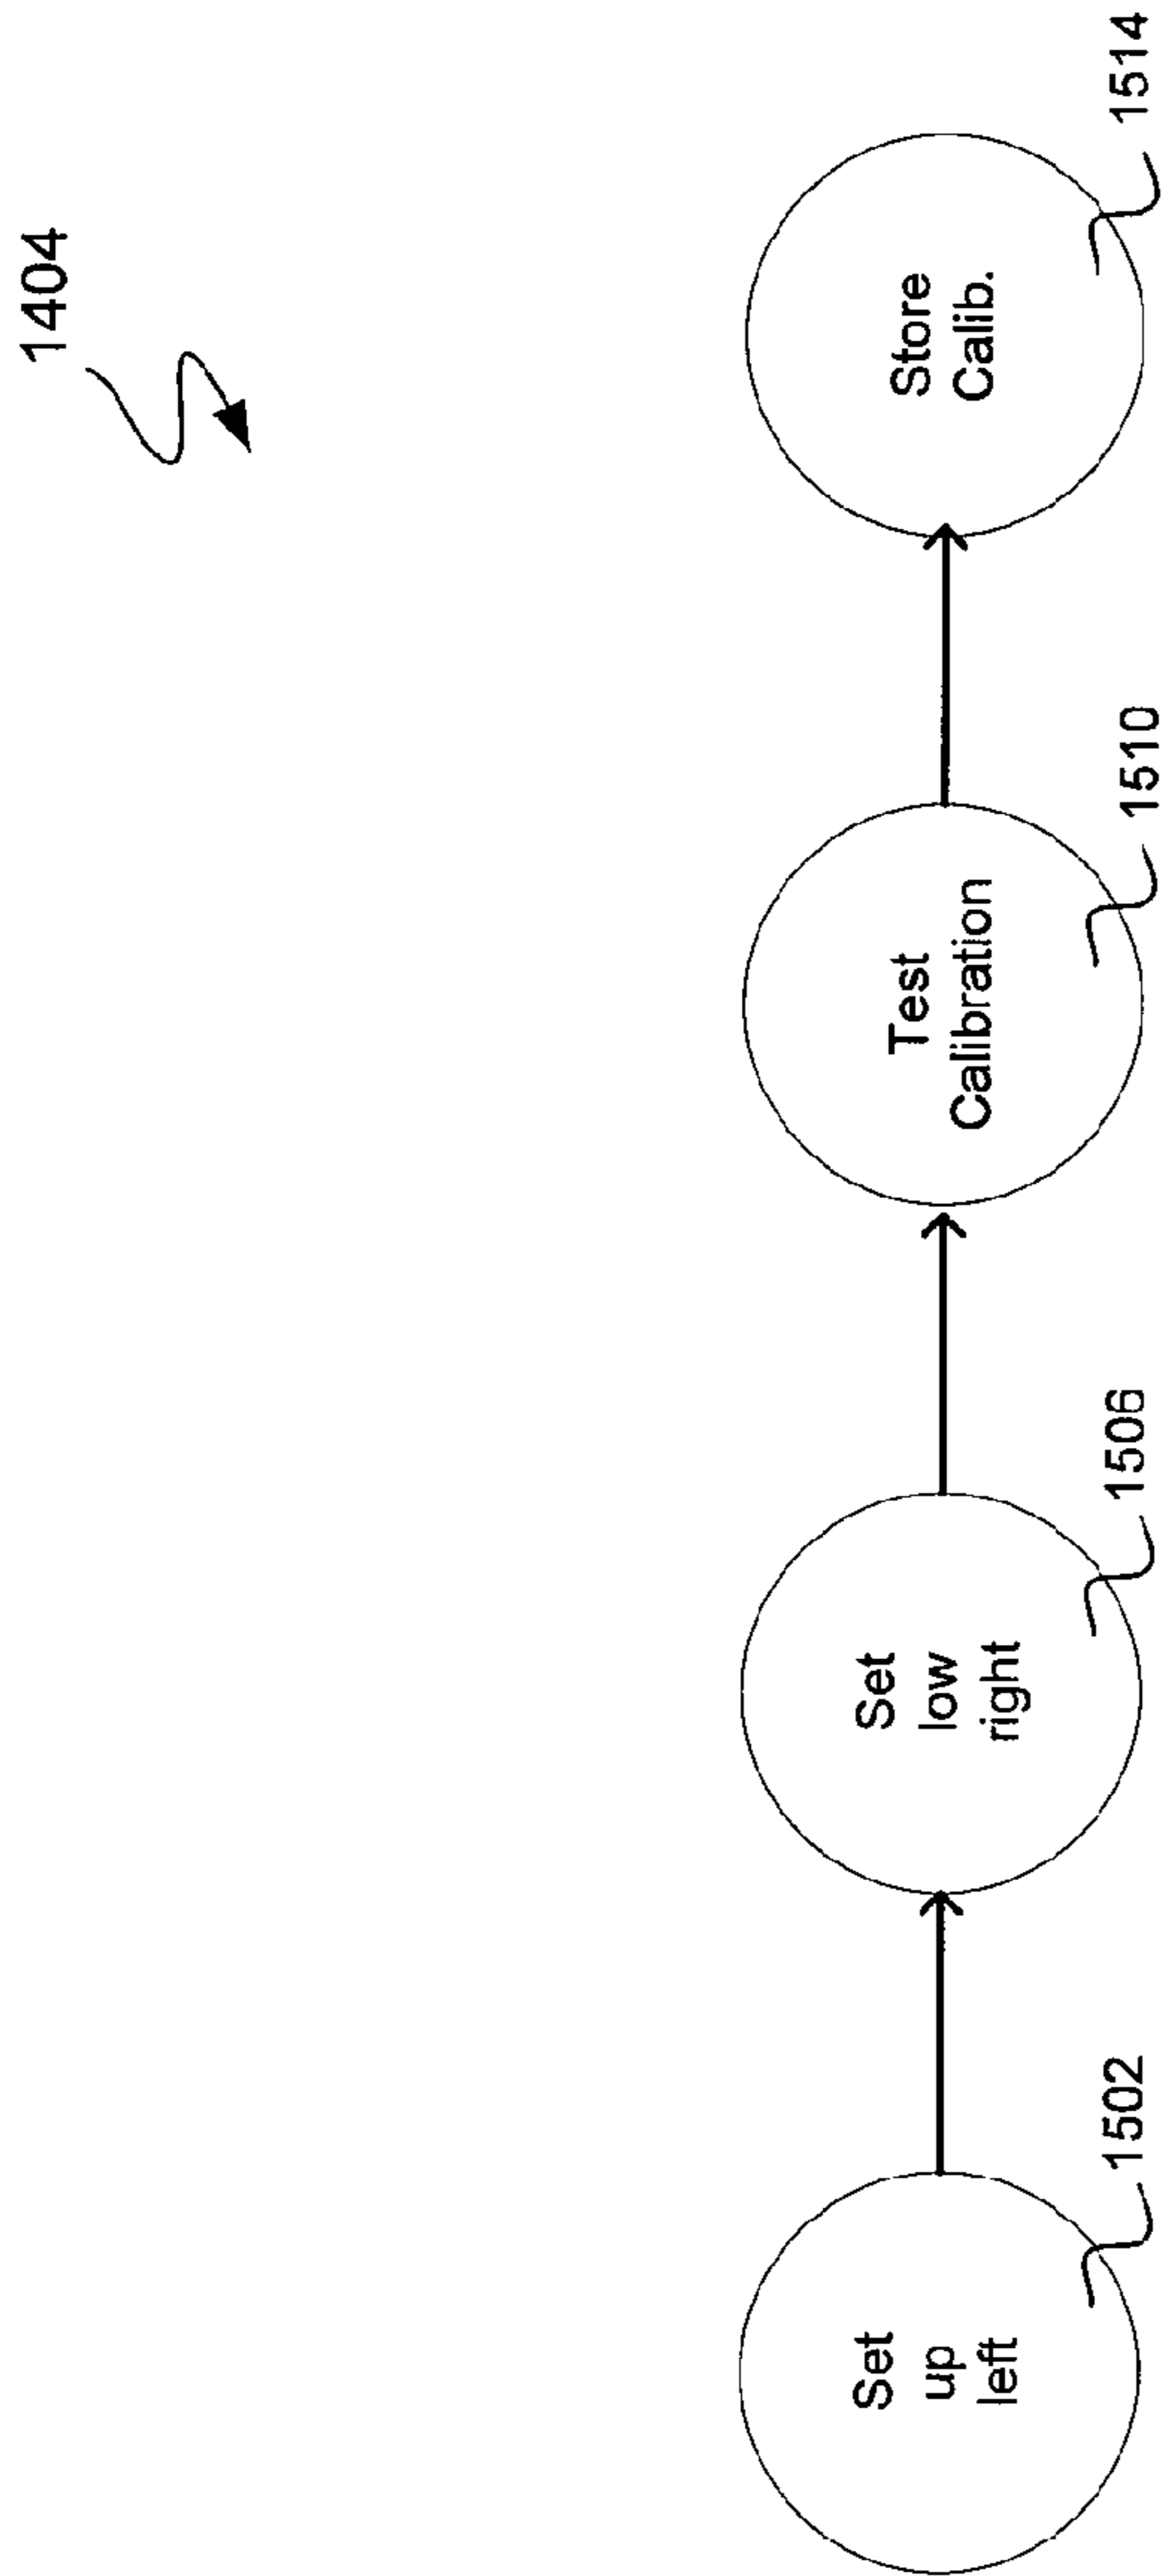 1404
Set
up
left
1502
Set
low
right
1506
Test
Calibration
1510
Store
Calib.
1514